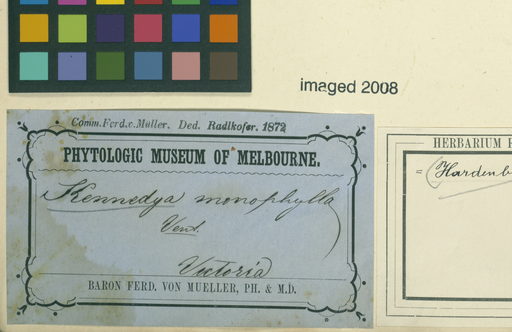 imaged 2008
Comm. Ferd. v. Müller. Ded. Radlkofer. 1872
PHYTOLOGIC MUSEUM OF MELBOURNE.
Kennedya monophylla
Vent.
Victoria
BARON FERD. VON MUELLER, PH. & M.D.
HERBARIUM
= (Hardenb